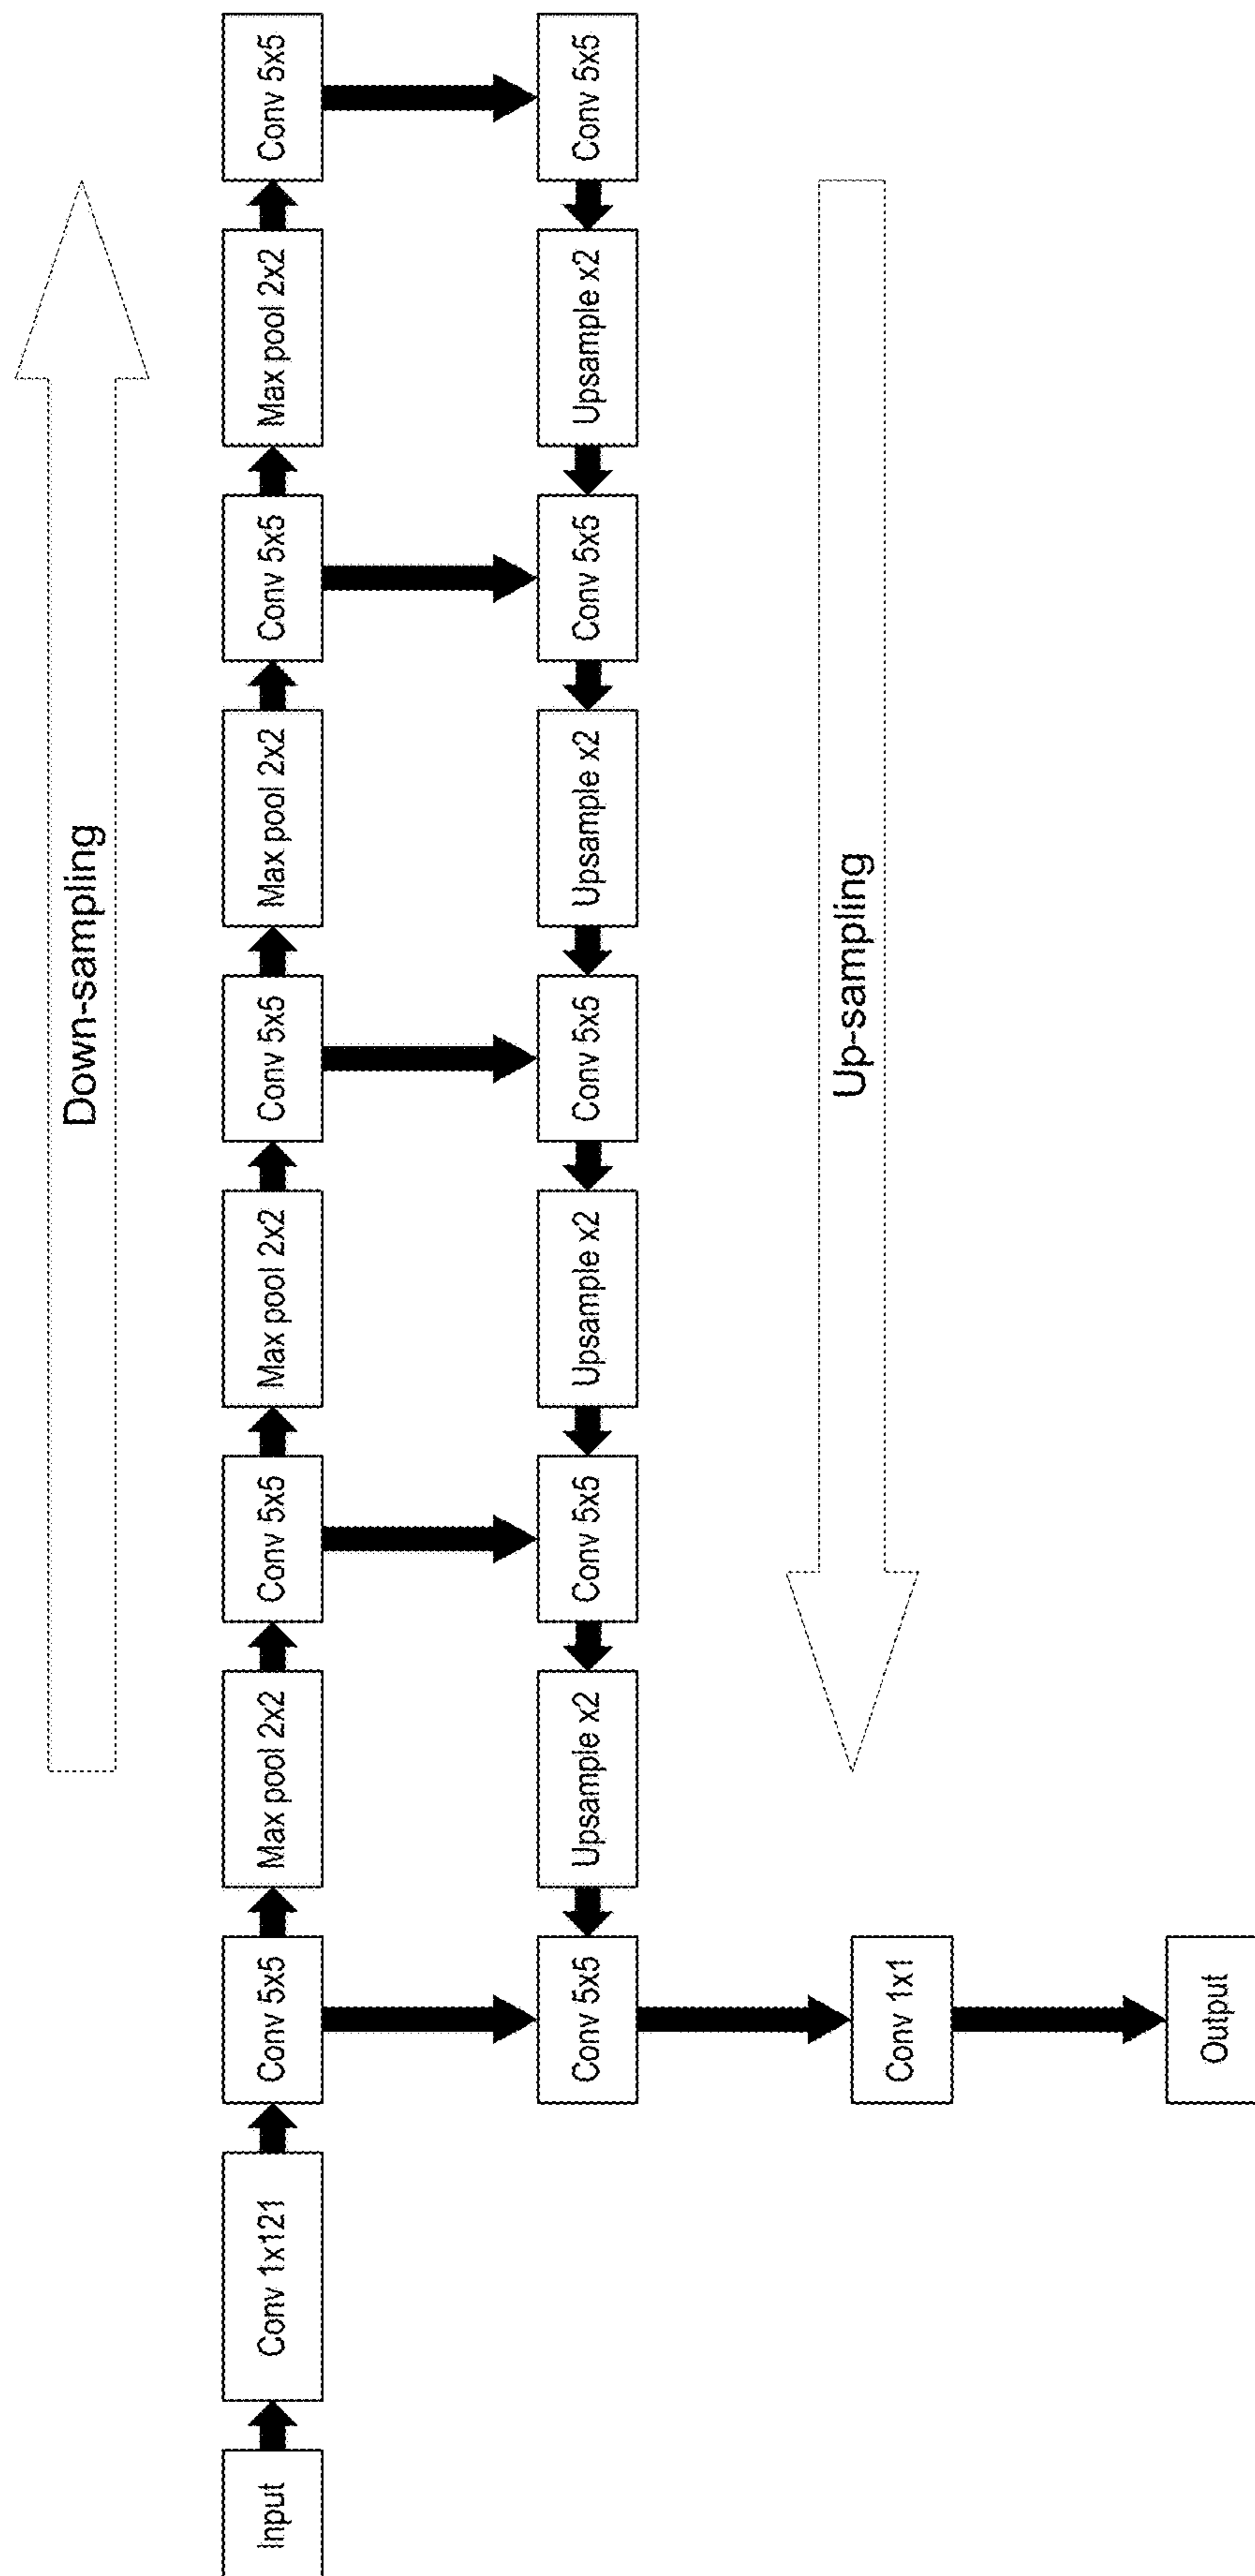 Down-sampling
Input
Conv 1x121
Conv 5x5
Max pool 2x2
Conv 5x5
Max pool 2x2
Conv 5x5
Max pool 2x2
Conv 5x5
Max pool 2x2
Conv 5x5
Conv 5x5
Upsample x2
Conv 5x5
Upsample x2
Conv 5x5
Upsample x2
Conv 5x5
Upsample x2
Conv 5x5
Up-sampling
Conv 1x1
Output